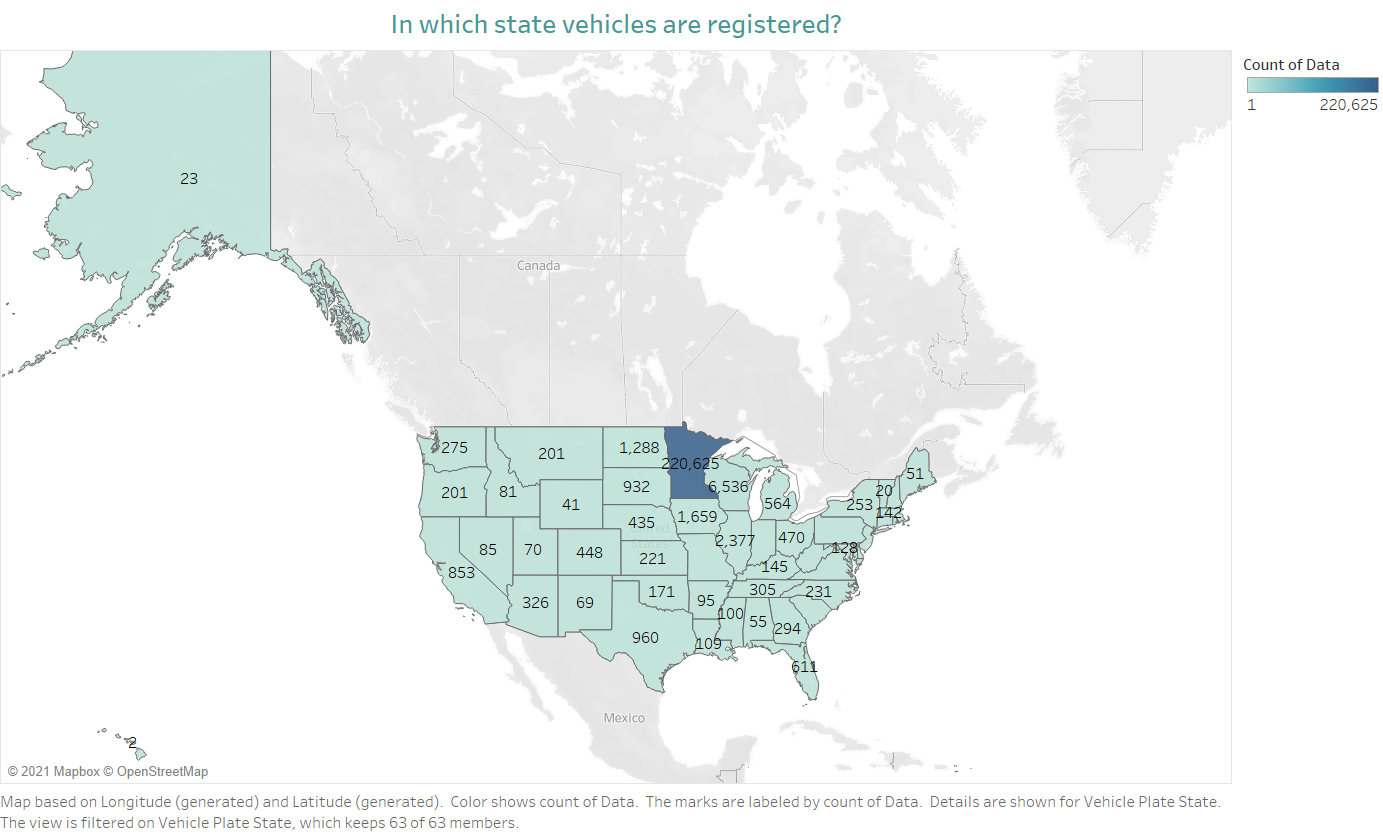 In which state vehicles are registered?
Count of Data
1 220,625
23
Canada
275 201 1,288 220,625 6,536
201 81 41 932 564 253 20 51
435 1,659 142
85 70 448 221 2,377 470 128
853 145
326 69 171 95 305 231
960 109 100 55 294
611
Mexico
2
© 2021 Mapbox © OpenStreetMap
Map based on Longitude (generated) and Latitude (generated). Color shows count of Data. The marks are labeled by count of Data. Details are shown for Vehicle Plate State.
The view is filtered on Vehicle Plate State, which keeps 63 of 63 members.